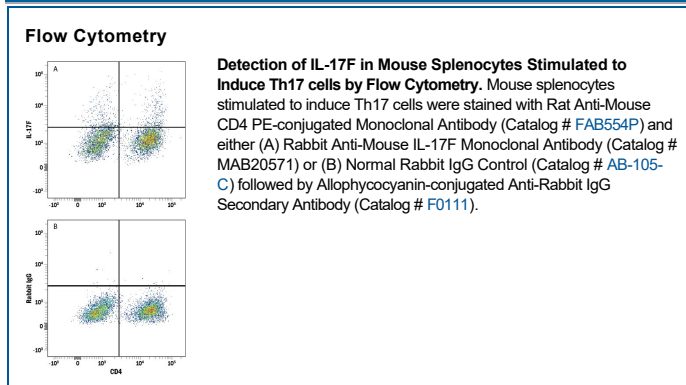 Flow Cytometry
Detection of IL-17F in Mouse Splenocytes Stimulated to
Induce Th17 cells by Flow Cytometry. Mouse splenocytes
stimulated to induce Th17 cells were stained with Rat Anti-Mouse
CD4 PE-conjugated Monoclonal Antibody (Catalog # FAB554P) and
either (A) Rabbit Anti-Mouse IL-17F Monoclonal Antibody (Catalog #
MAB20571) or (B) Normal Rabbit IgG Control (Catalog # AB-105-
C) followed by Allophycocyanin-conjugated Anti-Rabbit IgG
Secondary Antibody (Catalog # F0111).
A
IL-17F
B
Rabbit IgG
CD4